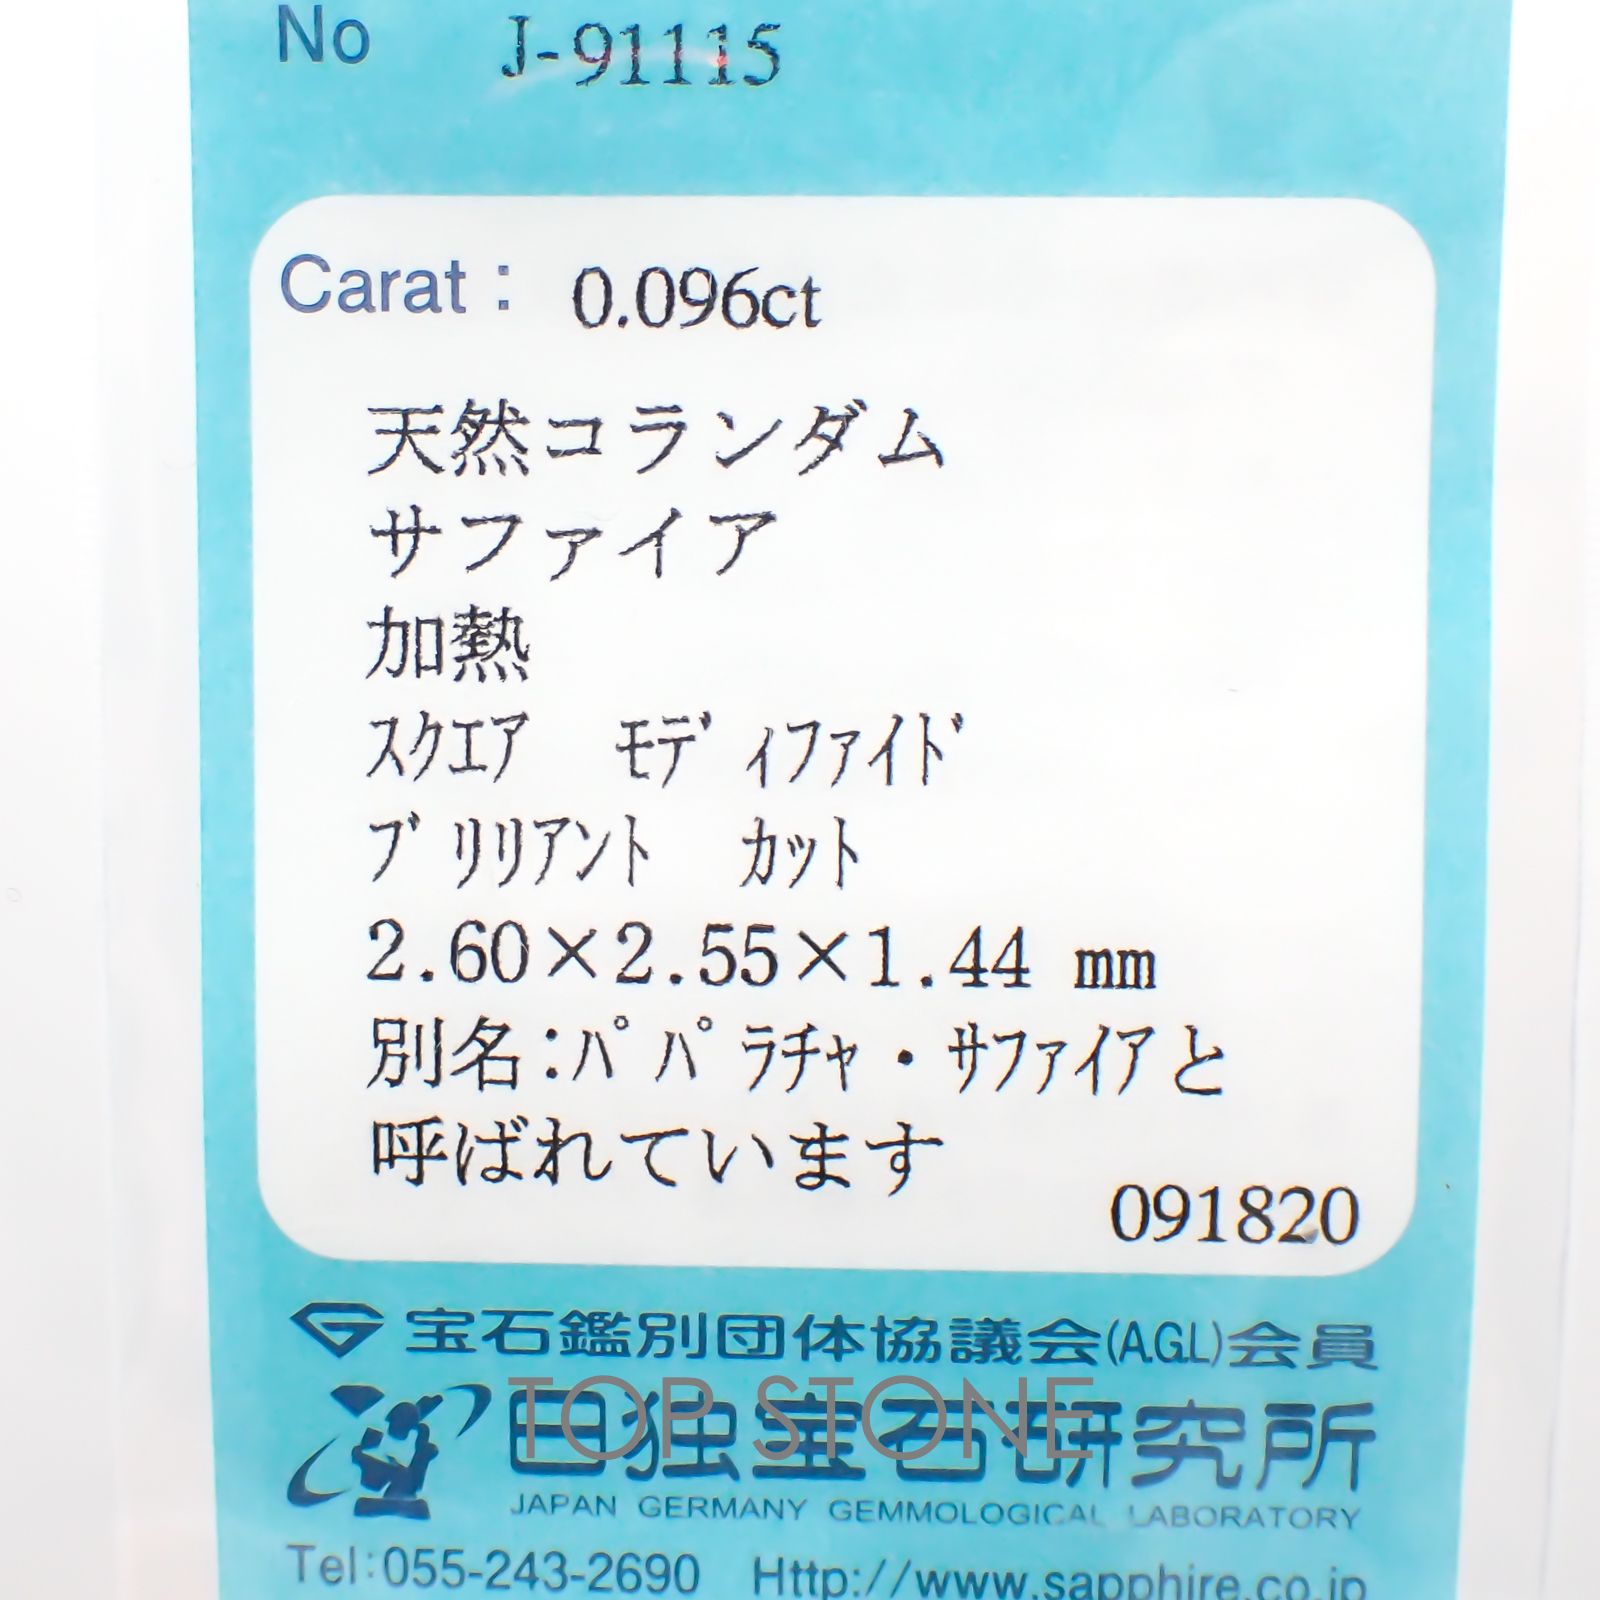 No J-91115
Carat : 0.096ct
天然コランダム
サファイア
加熱
ｽｸｴｱ ﾓﾃﾞｨﾌｧｲﾄﾞ
ﾌﾞﾘﾘｱﾝﾄ ｶｯﾄ
2.60×2.55×1.44 mm
別名:ﾊﾟﾊﾟﾗﾁｬ・ｻﾌｧｲｱと
呼ばれています
091820
宝石鑑別団体協議会(A.G.L)会員
TOP STONE
日独宝石研究所
JAPAN GERMANY GEMMOLOGICAL LABORATORY
Tel:055-243-2690 Http://www.sapphire.co.jp